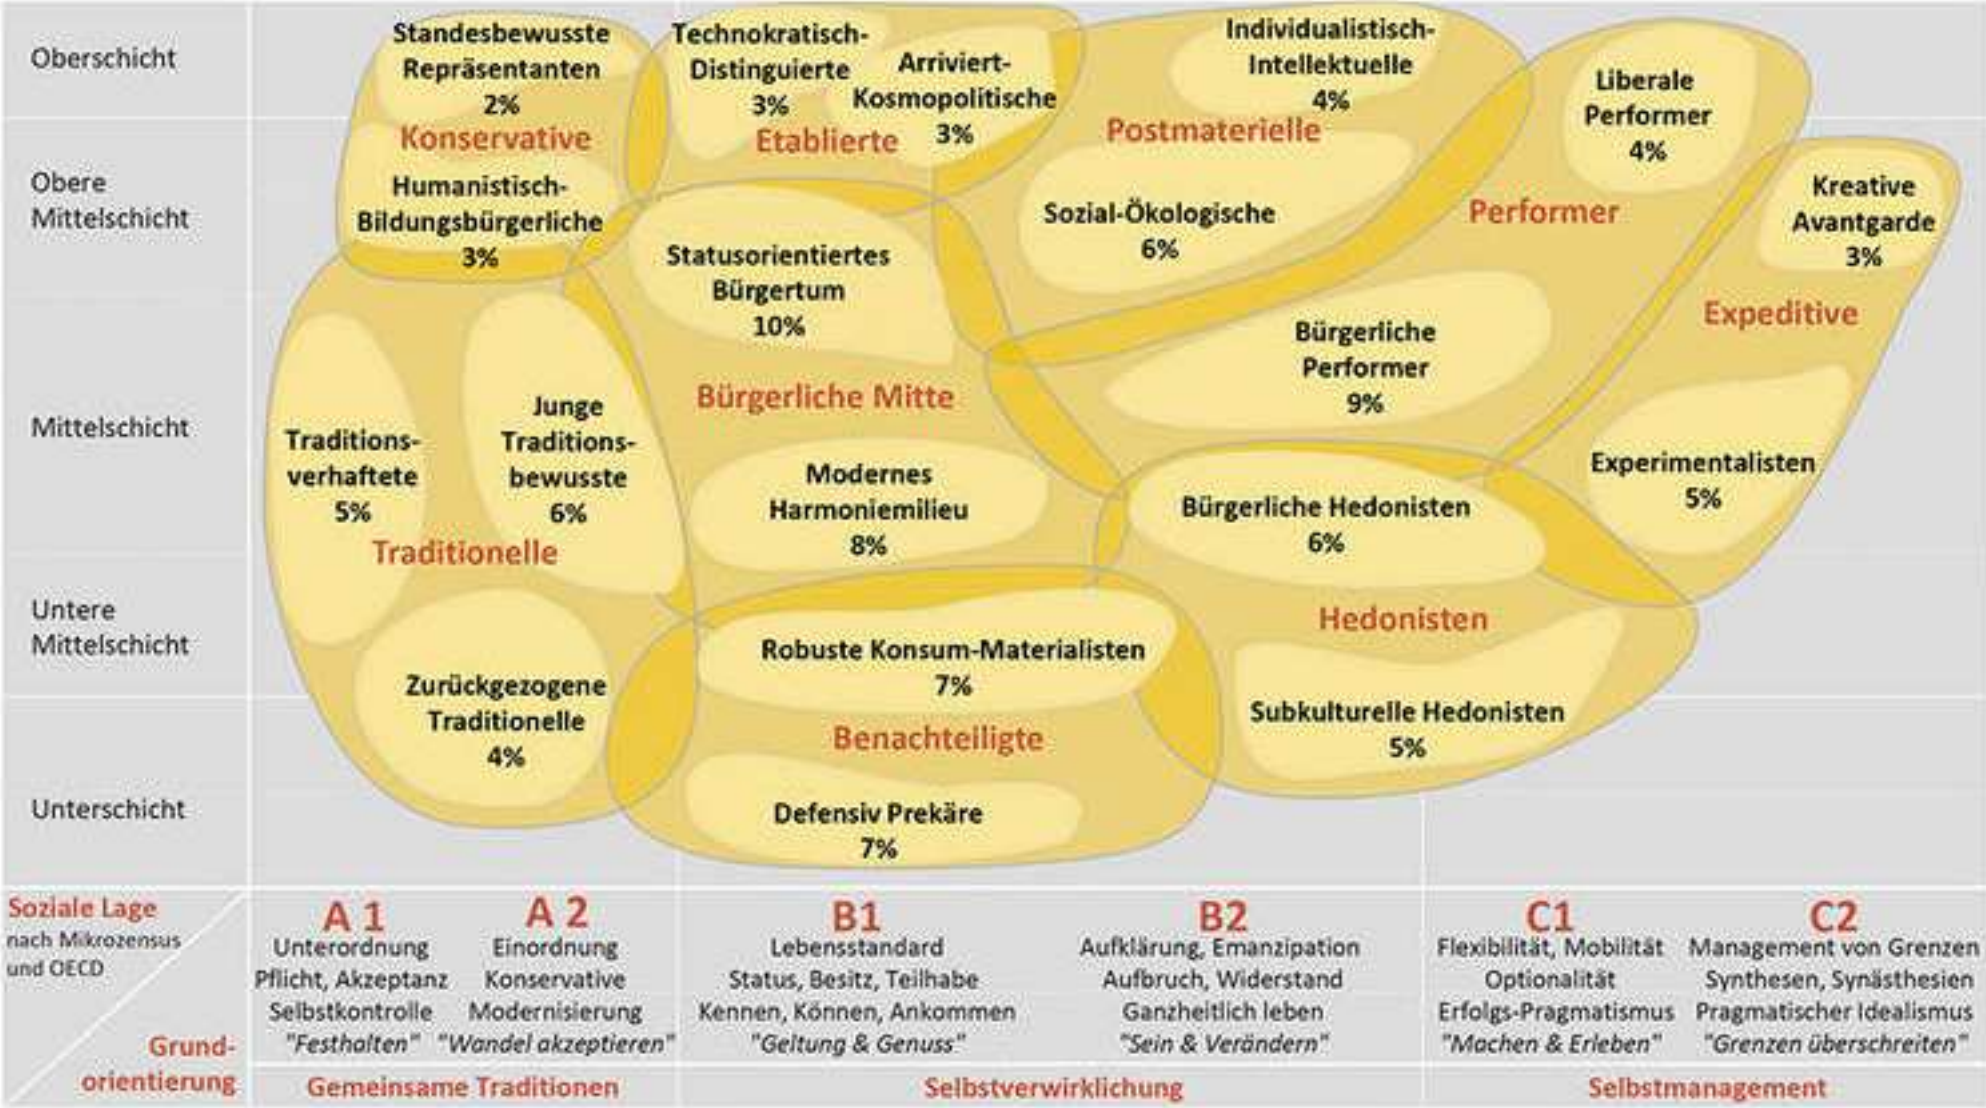 Oberschicht
Obere
Mittelschicht
Mittelschicht
Untere
Mittelschicht
Unterschicht
Standesbewusste
Repräsentanten
2%
Konservative
Humanistisch-
Bildungsbürgerliche
3%
Technokratisch-
Distinguierte
3%
Arriviert-
Kosmopolitische
3%
Etablierte
Individualistisch-
Intellektuelle
4%
Postmaterielle
Sozial-Ökologische
6%
Liberale
Performer
4%
Performer
Bürgerliche
Performer
9%
Kreative
Avantgarde
3%
Expeditive
Experimentalisten
5%
Statusorientiertes
Bürgertum
10%
Bürgerliche Mitte
Modernes
Harmoniemilieu
8%
Traditions-
verhaftete
5%
Junge
Traditions-
bewusste
6%
Traditionelle
Zurückgezogene
Traditionelle
4%
Bürgerliche Hedonisten
6%
Hedonisten
Subkulturelle Hedonisten
5%
Robuste Konsum-Materialisten
7%
Benachteiligte
Defensiv Prekäre
7%
Soziale Lage
nach Mikrozensus
und OECD
Grund-
orientierung
A 1
Unterordnung
Pflicht, Akzeptanz
Selbstkontrolle
"Festhalten"
A 2
Einordnung
Konservative
Modernisierung
"Wandel akzeptieren"
B1
Lebensstandard
Status, Besitz, Teilhabe
Kennen, Können, Ankommen
"Geltung & Genuss"
B2
Aufklärung, Emanzipation
Aufbruch, Widerstand
Ganzheitlich leben
"Sein & Verändern"
C1
Flexibilität, Mobilität
Optionalität
Erfolgs-Pragmatismus
"Machen & Erleben"
C2
Management von Grenzen
Synthesen, Synästhesien
Pragmatischer Idealismus
"Grenzen überschreiten"
Gemeinsame Traditionen
Selbstverwirklichung
Selbstmanagement